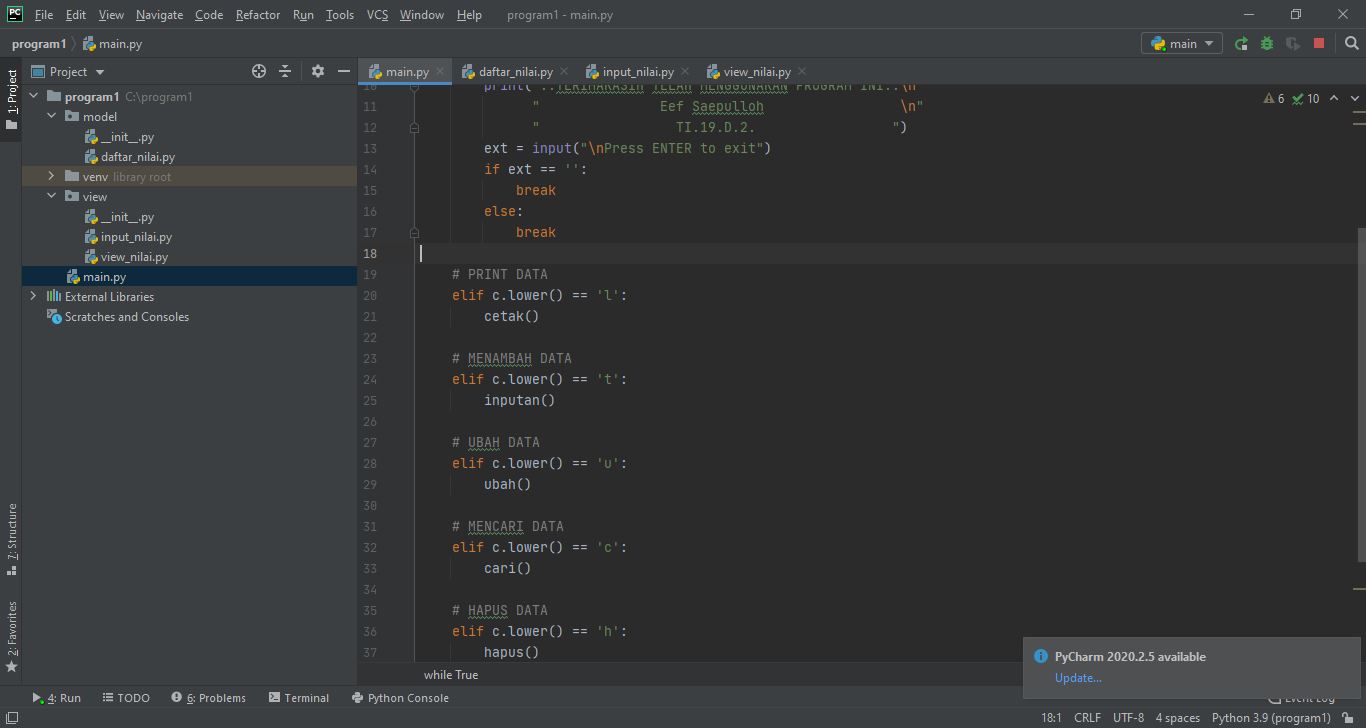 PC File Edit View Navigate Code Refactor Run Tools VCS Window Help program1 - main.py
program1 main.py main
1: Project
Project
main.py daftar_nilai.py input_nilai.py view_nilai.py
program1 C:\program1
model
__init__.py
daftar_nilai.py
venv library root
view
__init__.py
input_nilai.py
view_nilai.py
main.py
External Libraries
Scratches and Consoles
7: Structure
2: Favorites
6 10
10 print("..TERIMAKASIH TELAH MENGGUNAKAN PROGRAM INI..\n"
11 " Eef Saepulloh \n"
12 " TI.19.D.2. ")
13 ext = input("\nPress ENTER to exit")
14 if ext == '':
15 break
16 else:
17 break
18
19 # PRINT DATA
20 elif c.lower() == 'l':
21 cetak()
22
23 # MENAMBAH DATA
24 elif c.lower() == 't':
25 inputan()
26
27 # UBAH DATA
28 elif c.lower() == 'u':
29 ubah()
30
31 # MENCARI DATA
32 elif c.lower() == 'c':
33 cari()
34
35 # HAPUS DATA
36 elif c.lower() == 'h':
37 hapus()
while True
PyCharm 2020.2.5 available
Update...
4: Run TODO 6: Problems Terminal Python Console Event Log
18:1 CRLF UTF-8 4 spaces Python 3.9 (program1)